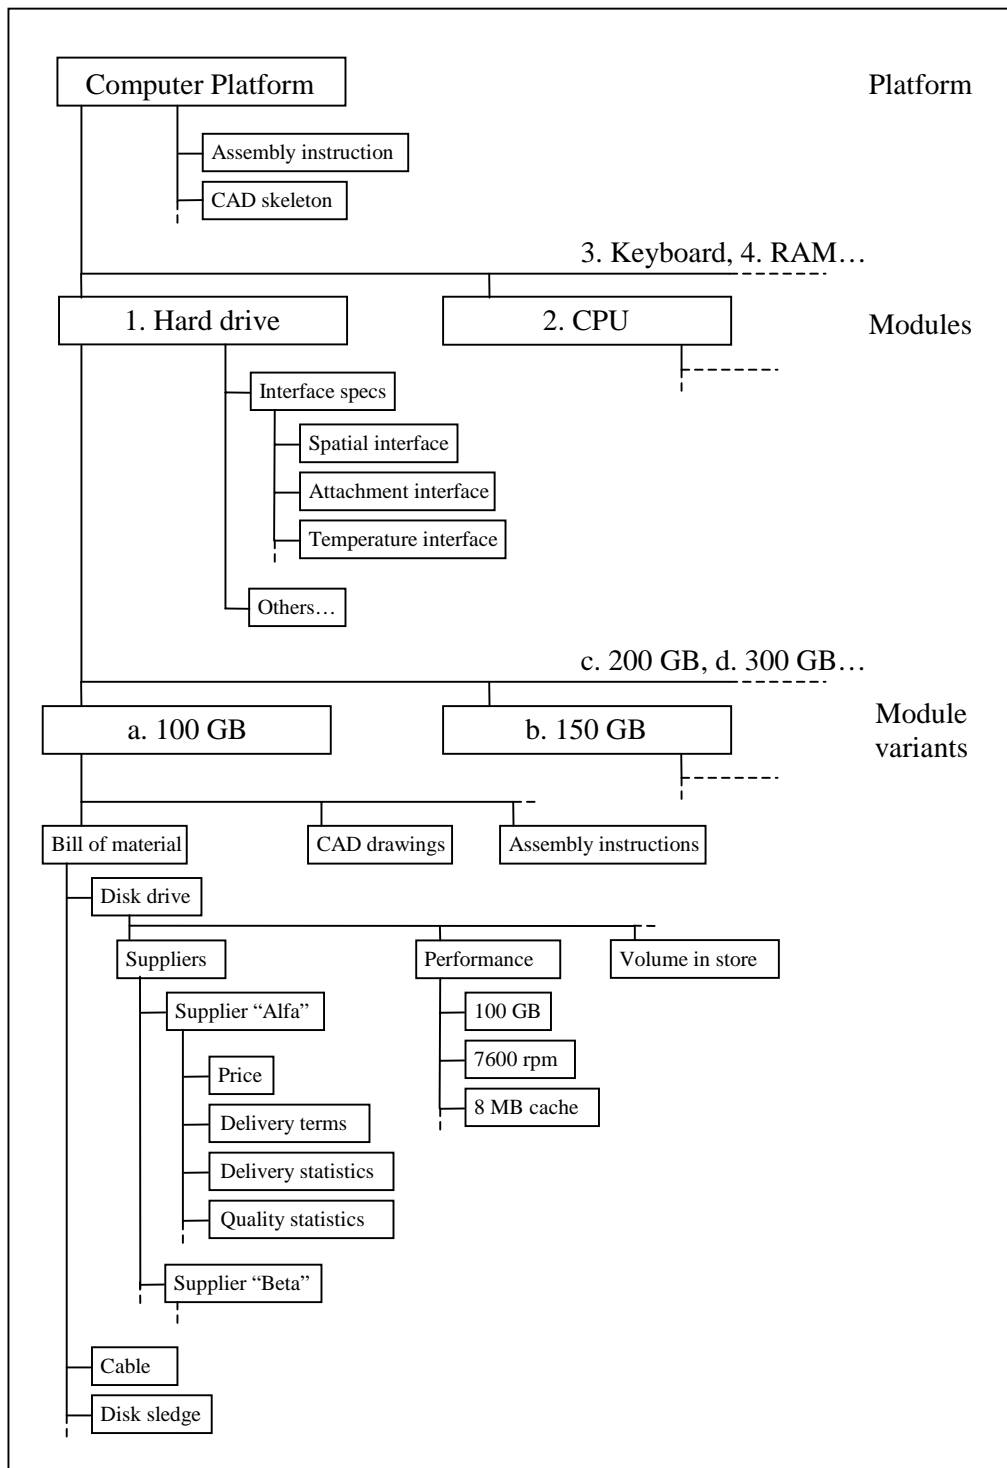 Computer Platform
Platform
Assembly instruction
CAD skeleton
3. Keyboard, 4. RAM…
1. Hard drive
2. CPU
Modules
Interface specs
Spatial interface
Attachment interface
Temperature interface
Others…
c. 200 GB, d. 300 GB…
a. 100 GB
b. 150 GB
Module
variants
Bill of material
CAD drawings
Assembly instructions
Disk drive
Suppliers
Performance
Volume in store
Supplier “Alfa”
100 GB
7600 rpm
Price
8 MB cache
Delivery terms
Delivery statistics
Quality statistics
Supplier “Beta”
Cable
Disk sledge